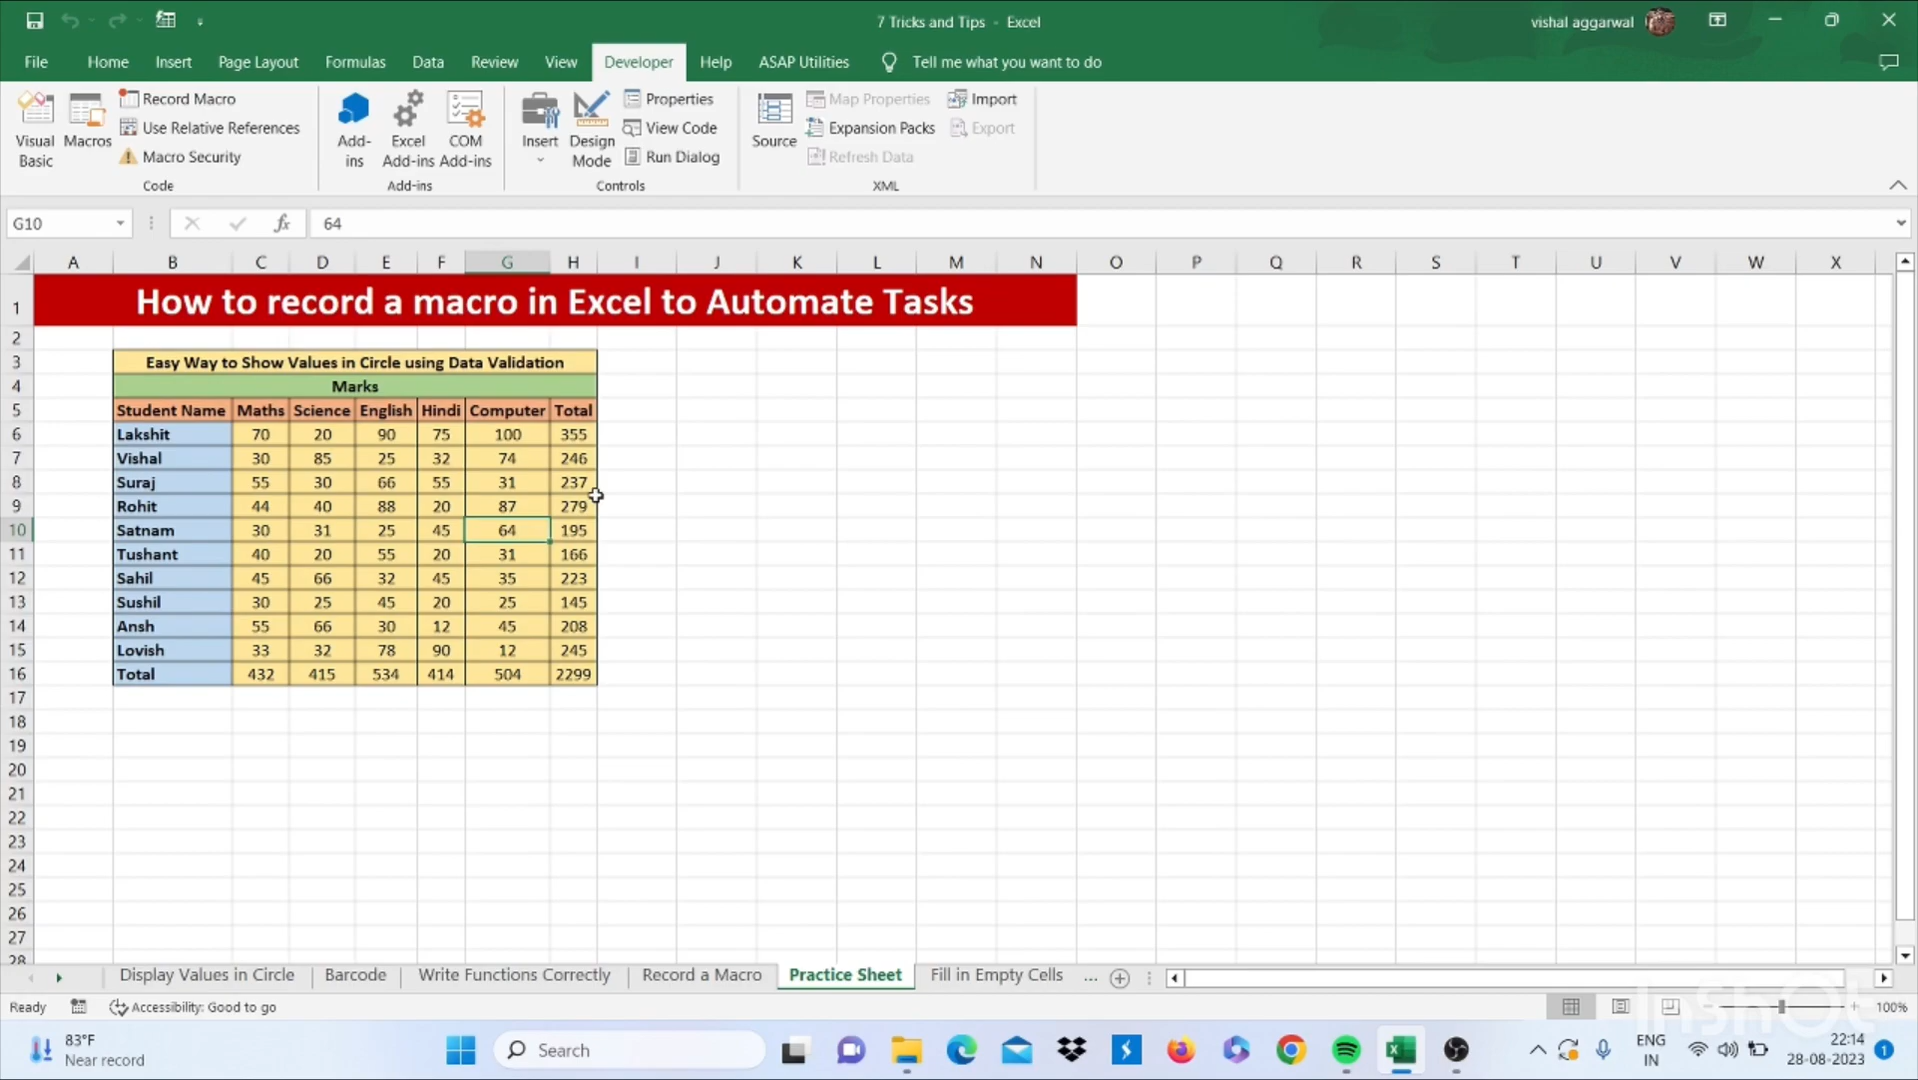 7 Tricks and Tips - Excel
vishal aggarwal
File Home Insert Page Layout Formulas Data Review View Developer Help ASAP Utilities Tell me what you want to do
Visual Basic
Macros
Record Macro
Use Relative References
Macro Security
Code
Add-ins
Excel Add-ins
COM Add-ins
Add-ins
Insert
Design Mode
Properties
View Code
Run Dialog
Controls
Source
Map Properties
Expansion Packs
Refresh Data
Import
Export
XML
G10 fx 64
A B C D E F G H I J K L M N O P Q R S T U V W X
1 How to record a macro in Excel to Automate Tasks
2
3 Easy Way to Show Values in Circle using Data Validation
4 Marks
5 Student Name Maths Science English Hindi Computer Total
6 Lakshit 70 20 90 75 100 355
7 Vishal 30 85 25 32 74 246
8 Suraj 55 30 66 55 31 237
9 Rohit 44 40 88 20 87 279
10 Satnam 30 31 25 45 64 195
11 Tushant 40 20 55 20 31 166
12 Sahil 45 66 32 45 35 223
13 Sushil 30 25 45 20 25 145
14 Ansh 55 66 30 12 45 208
15 Lovish 33 32 78 90 12 245
16 Total 432 415 534 414 504 2299
17
18
19
20
21
22
23
24
25
26
27
28
Display Values in Circle Barcode Write Functions Correctly Record a Macro Practice Sheet Fill in Empty Cells ...
Ready Accessibility: Good to go 100%
InShOt
83°F
Near record
Search
ENG
IN
22:14
28-08-2023
1